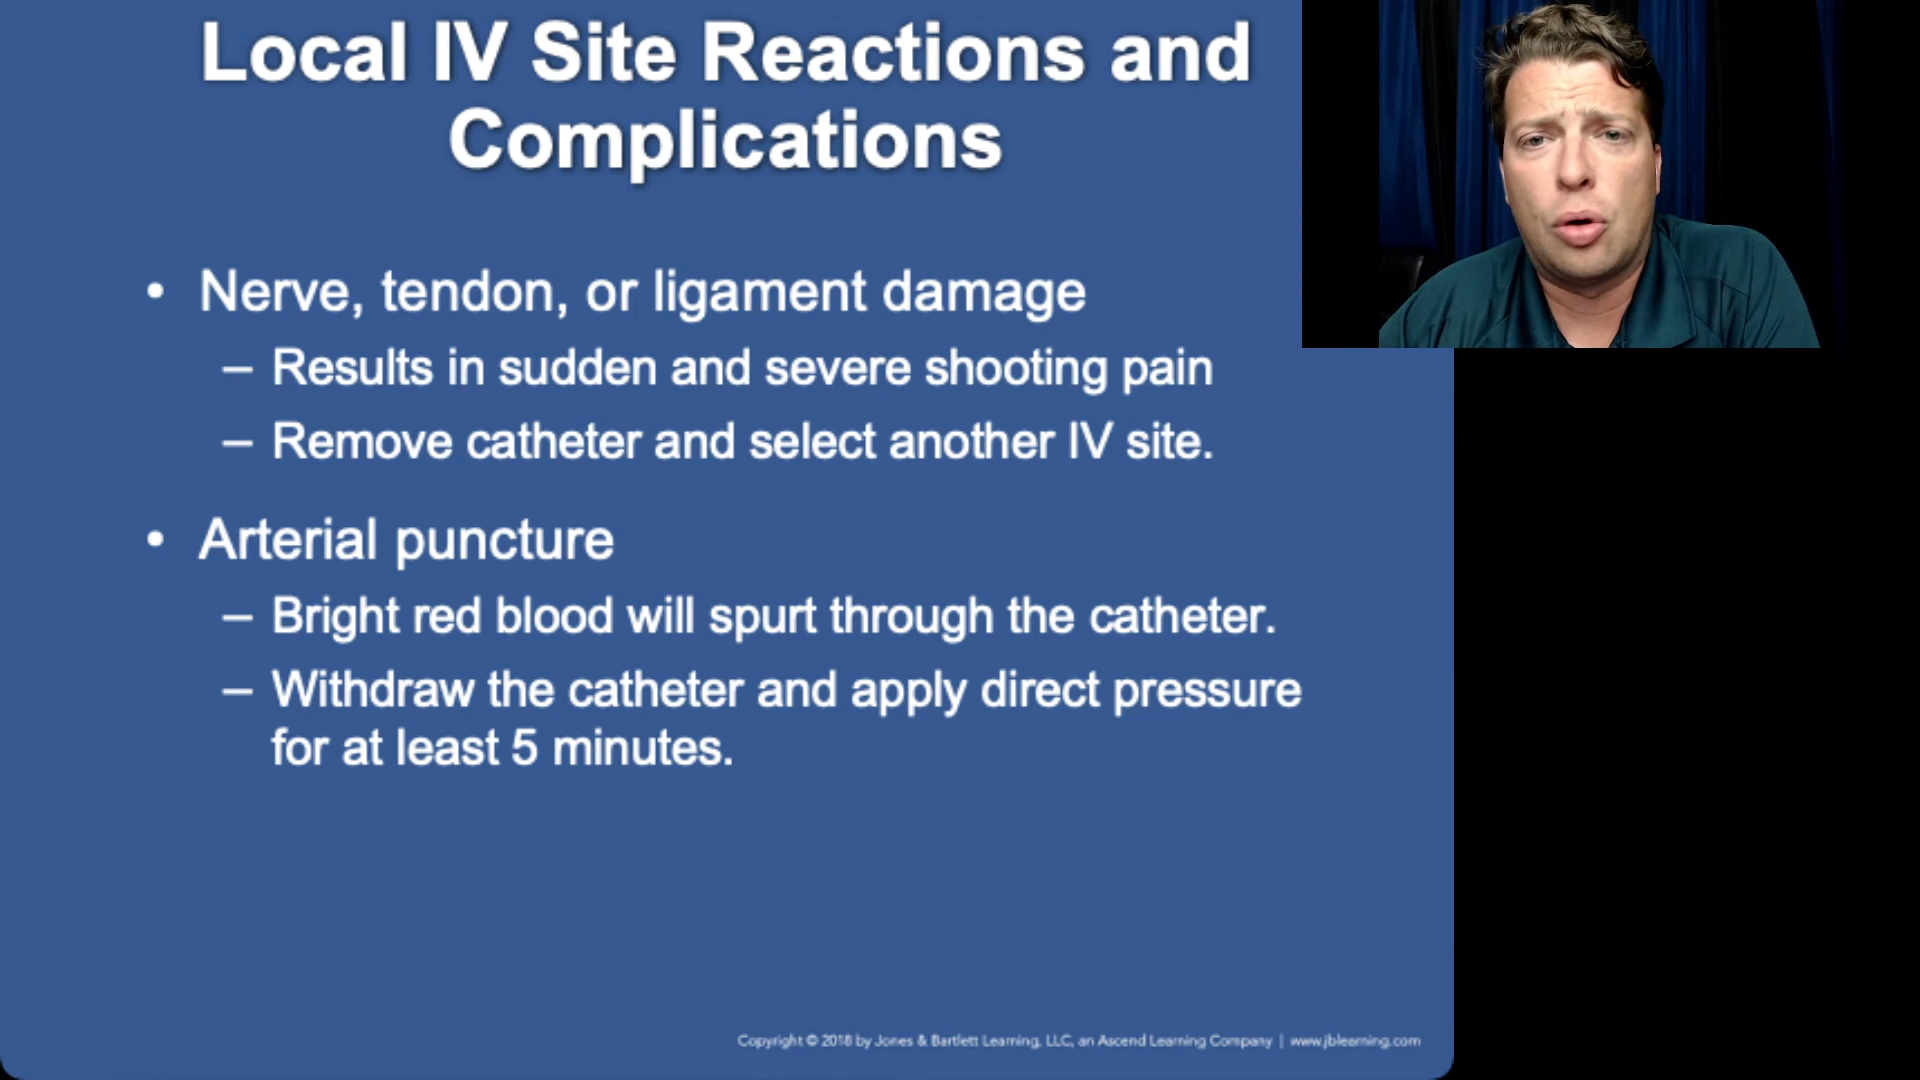 Local IV Site Reactions and
Complications
• Nerve, tendon, or ligament damage
– Results in sudden and severe shooting pain
– Remove catheter and select another IV site.
• Arterial puncture
– Bright red blood will spurt through the catheter.
– Withdraw the catheter and apply direct pressure
for at least 5 minutes.
Copyright © 2018 by Jones & Bartlett Learning, LLC, an Ascend Learning Company | www.jblearning.com